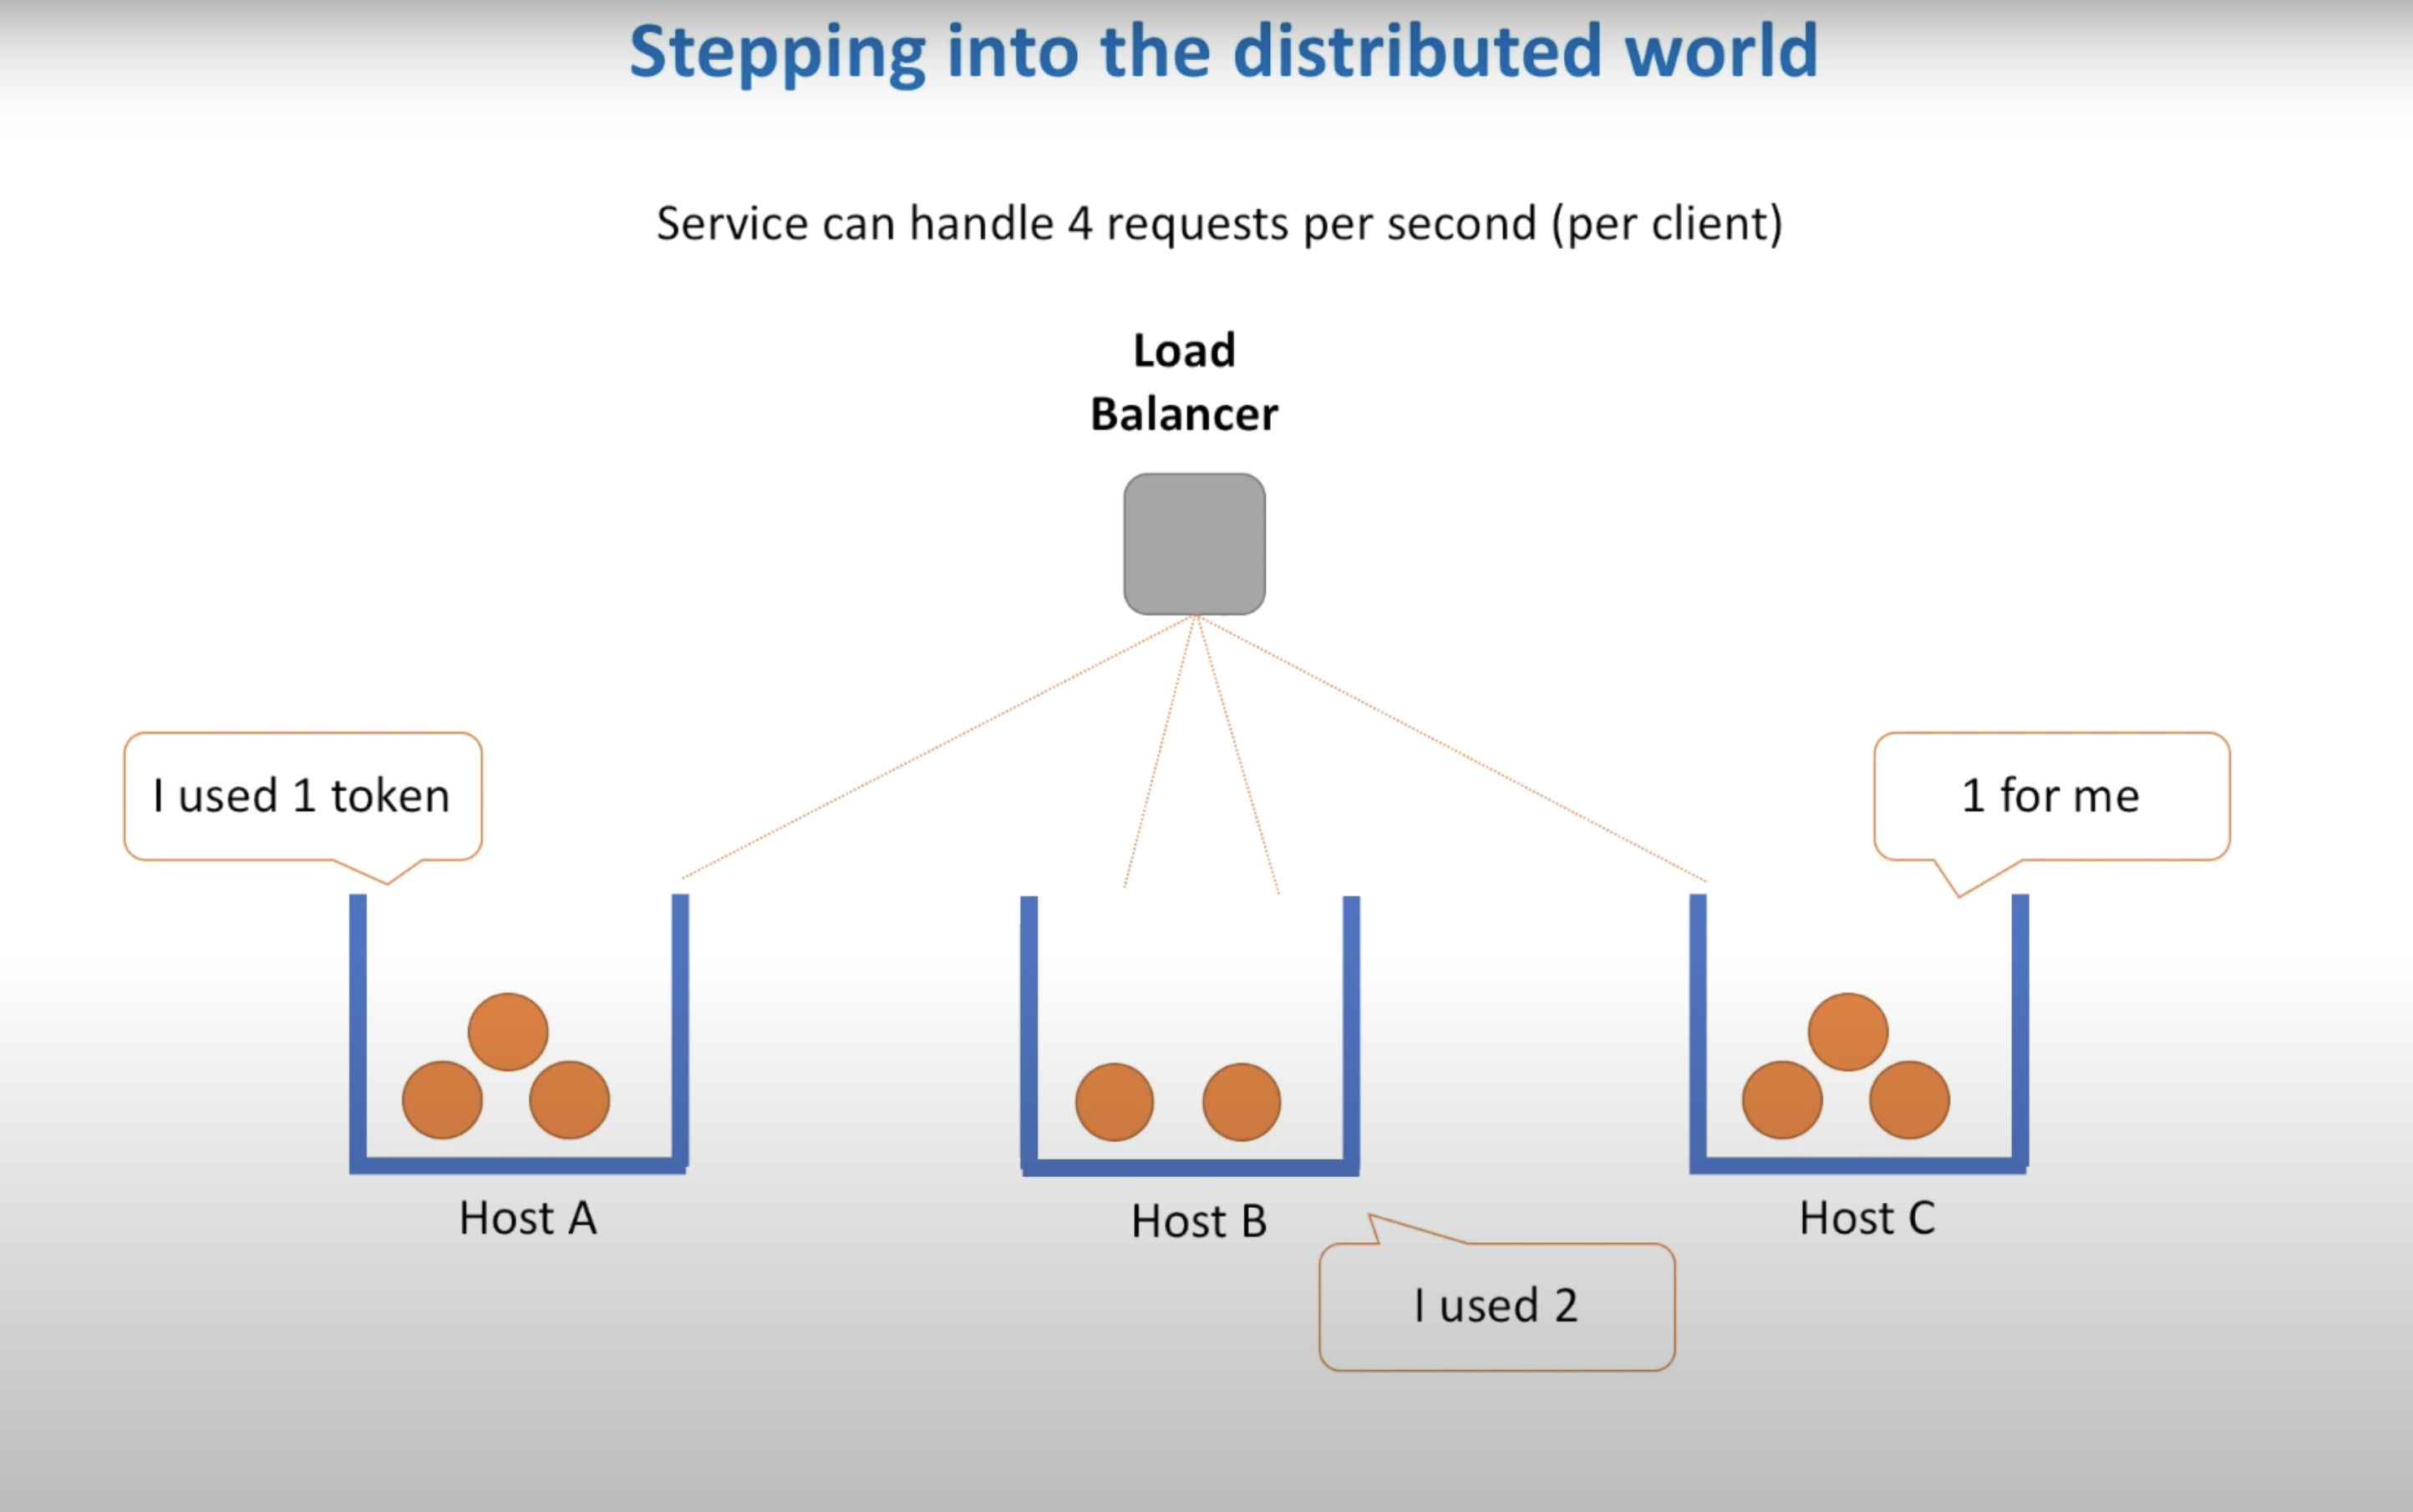 Stepping into the distributed world
Service can handle 4 requests per second (per client)
Load
Balancer
I used 1 token
1 for me
Host A
Host B
Host C
I used 2